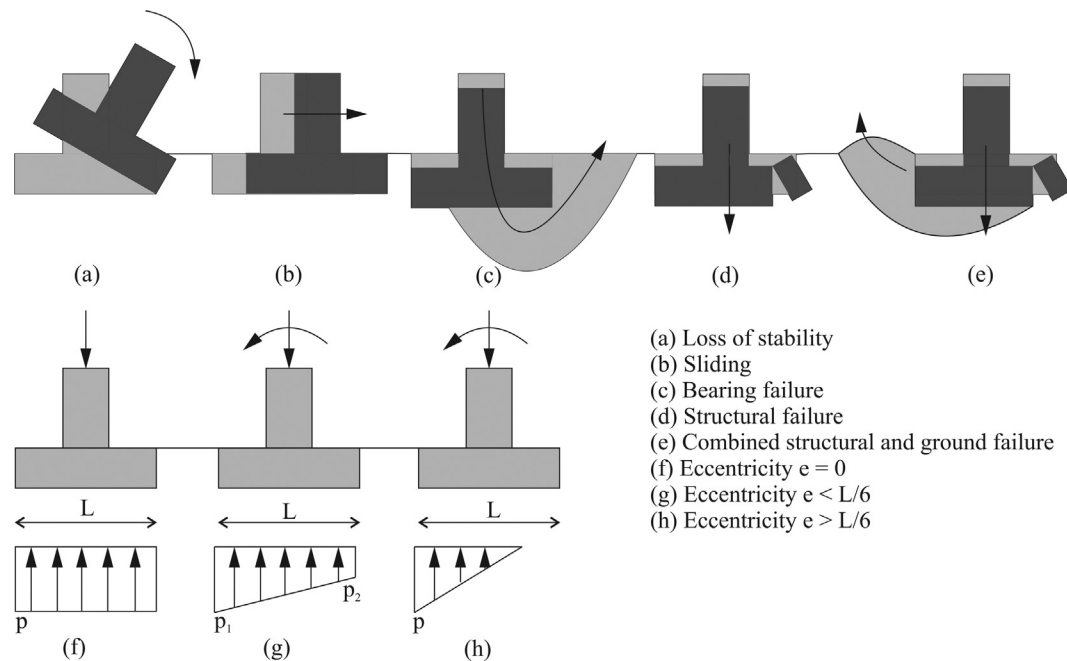 (a)
(b)
(c)
(d)
(e)
(a) Loss of stability
(b) Sliding
(c) Bearing failure
(d) Structural failure
(e) Combined structural and ground failure
(f) Eccentricity e = 0
(g) Eccentricity e < L/6
(h) Eccentricity e > L/6
L
L
L
p
p₁
p₂
p
(f)
(g)
(h)